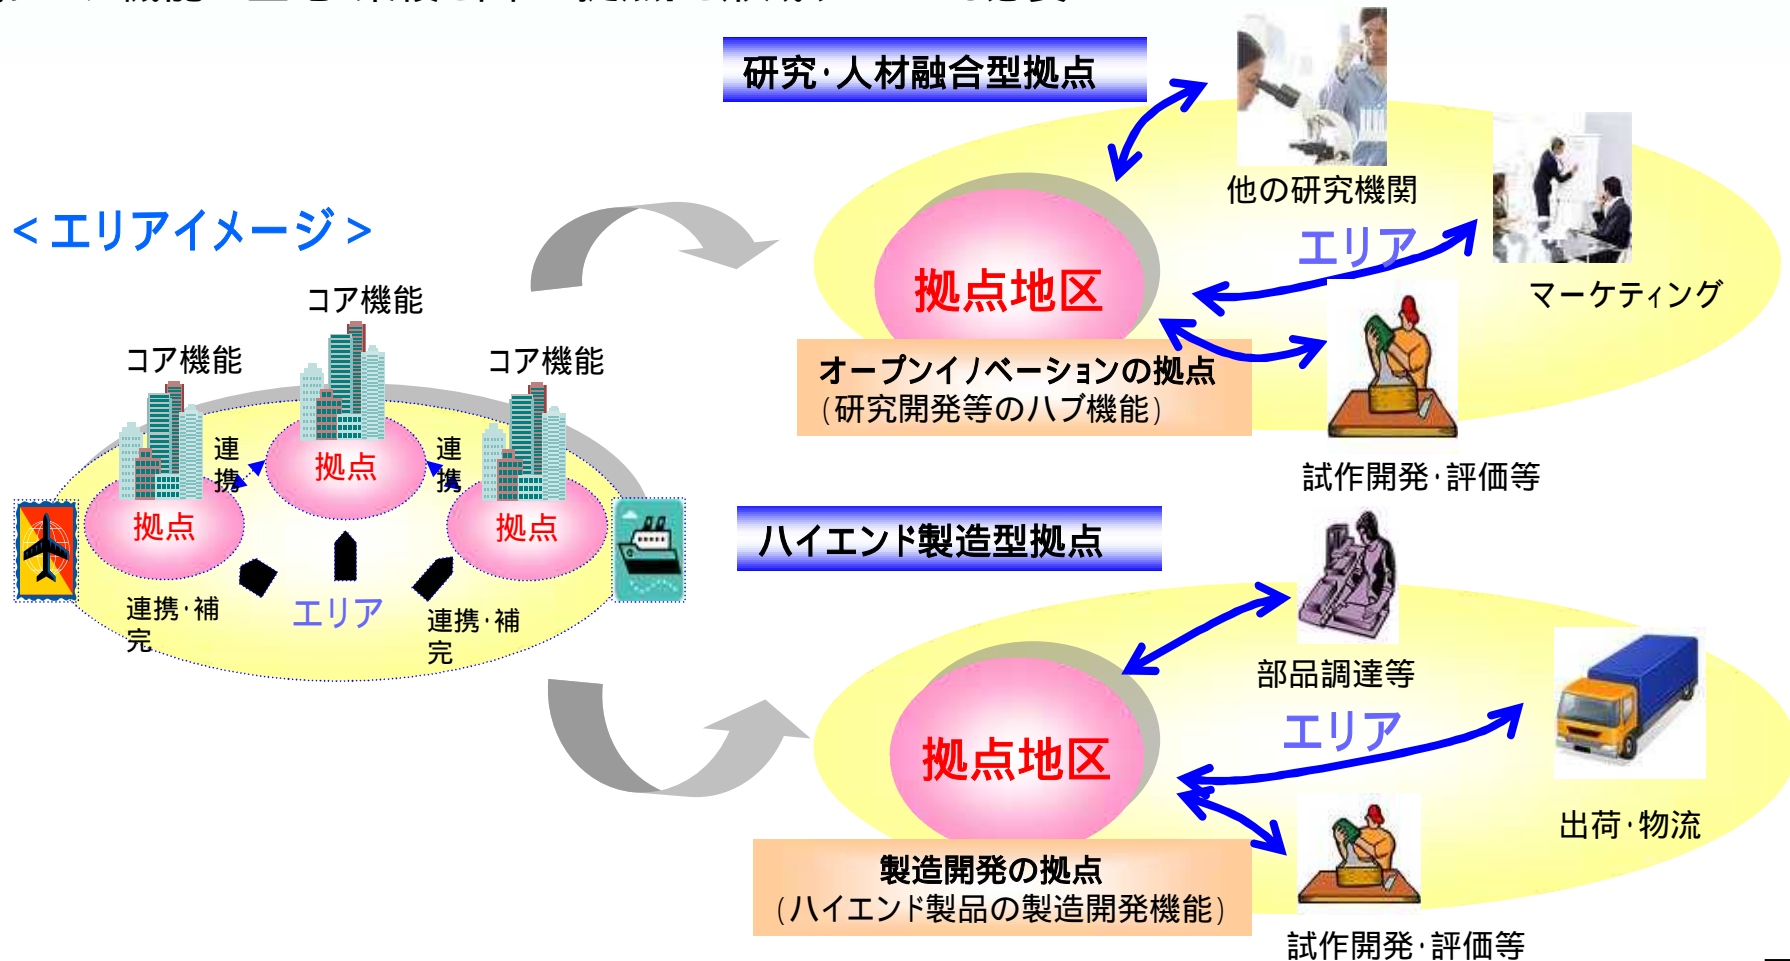 研究・人材融合型拠点
他の研究機関
<エリアイメージ>
エリア
拠点地区
マーケティング
コア機能
コア機能
コア機能
オープンイノベーションの拠点
(研究開発等のハブ機能)
連
携
連
携
拠点
試作開発・評価等
拠点
拠点
ハイエンド製造型拠点
エリア
連携・補
完
連携・補
完
部品調達等
エリア
拠点地区
出荷・物流
製造開発の拠点
(ハイエンド製品の製造開発機能)
試作開発・評価等